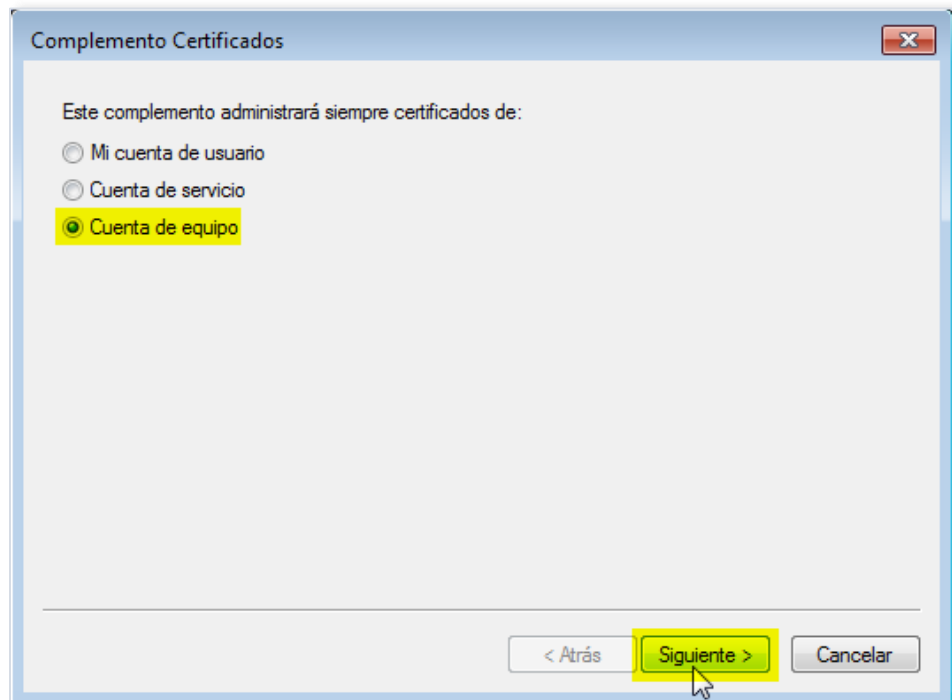 Complemento Certificados
Este complemento administrará siempre certificados de:
Mi cuenta de usuario
Cuenta de servicio
Cuenta de equipo
< Atrás Siguiente > Cancelar